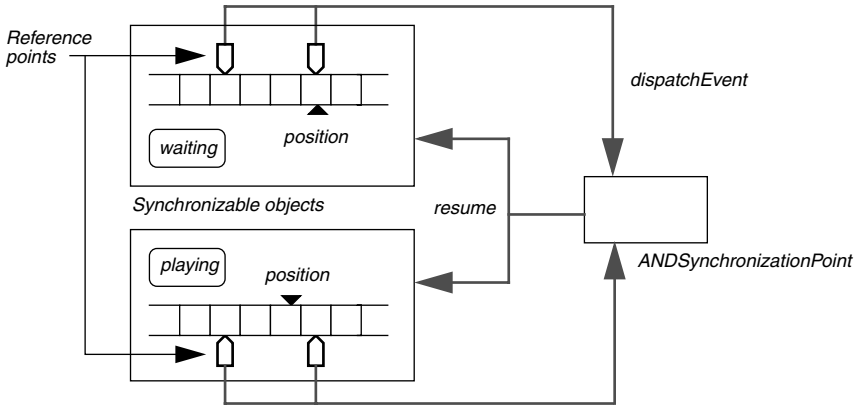 Reference
points
dispatchEvent
position
waiting
Synchronizable objects
resume
playing
position
ANDSynchronizationPoint